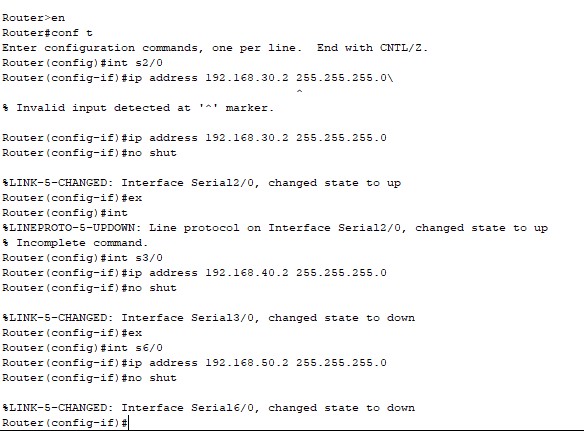 Router>en
Router#conf t
Enter configuration commands, one per line.  End with CNTL/Z.
Router(config)#int s2/0
Router(config-if)#ip address 192.168.30.2 255.255.255.0\
^
% Invalid input detected at '^' marker.
Router(config-if)#ip address 192.168.30.2 255.255.255.0
Router(config-if)#no shut
%LINK-5-CHANGED: Interface Serial2/0, changed state to up
Router(config-if)#ex
Router(config)#int
%LINEPROTO-5-UPDOWN: Line protocol on Interface Serial2/0, changed state to up
% Incomplete command.
Router(config)#int s3/0
Router(config-if)#ip address 192.168.40.2 255.255.255.0
Router(config-if)#no shut
%LINK-5-CHANGED: Interface Serial3/0, changed state to down
Router(config-if)#ex
Router(config)#int s6/0
Router(config-if)#ip address 192.168.50.2 255.255.255.0
Router(config-if)#no shut
%LINK-5-CHANGED: Interface Serial6/0, changed state to down
Router(config-if)#